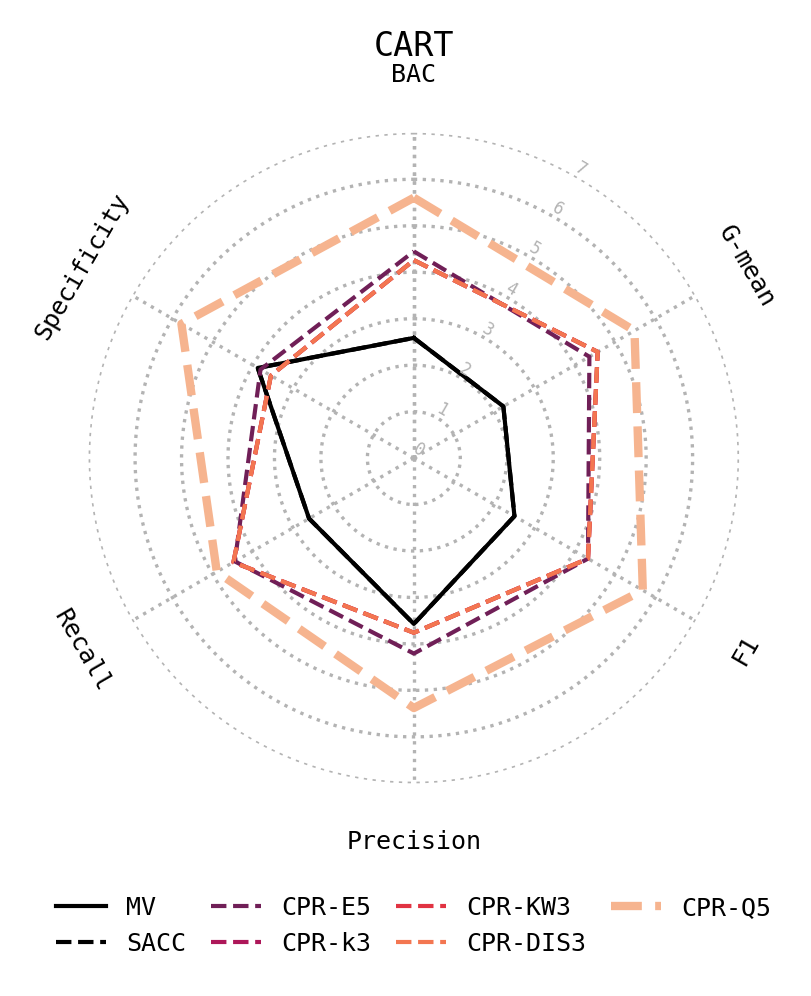 CART
BAC
G-mean
Specificity
7
6
5
4
3
2
1
0
Recall
F1
Precision
MV
CPR-E5
CPR-KW3
CPR-Q5
SACC
CPR-k3
CPR-DIS3